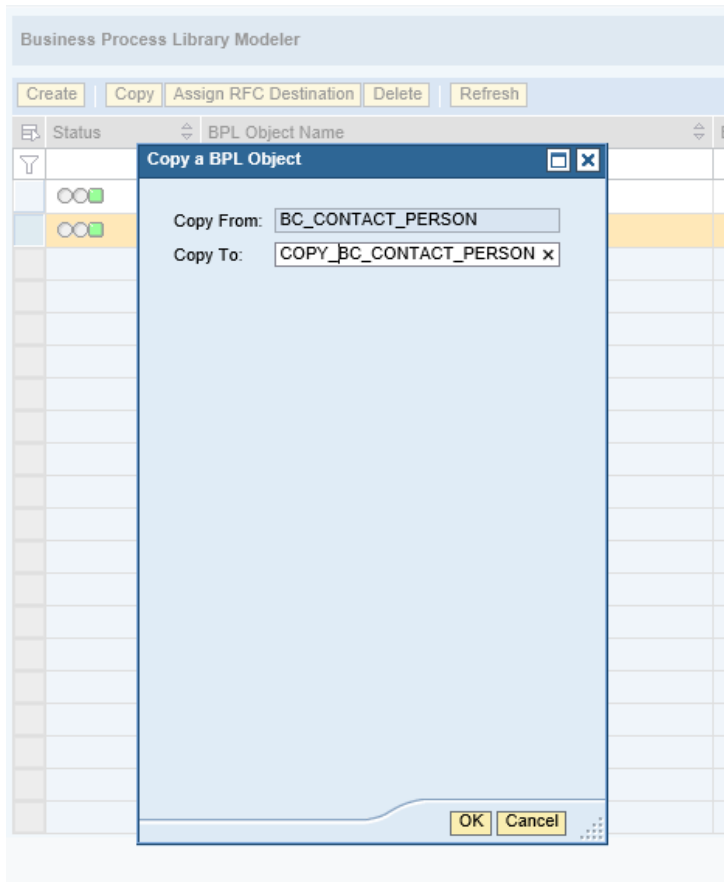 Business Process Library Modeler
Create Copy Assign RFC Destination Delete Refresh
Status BPL Object Name
Copy a BPL Object
Copy From: BC_CONTACT_PERSON
Copy To: COPY_BC_CONTACT_PERSON
OK Cancel